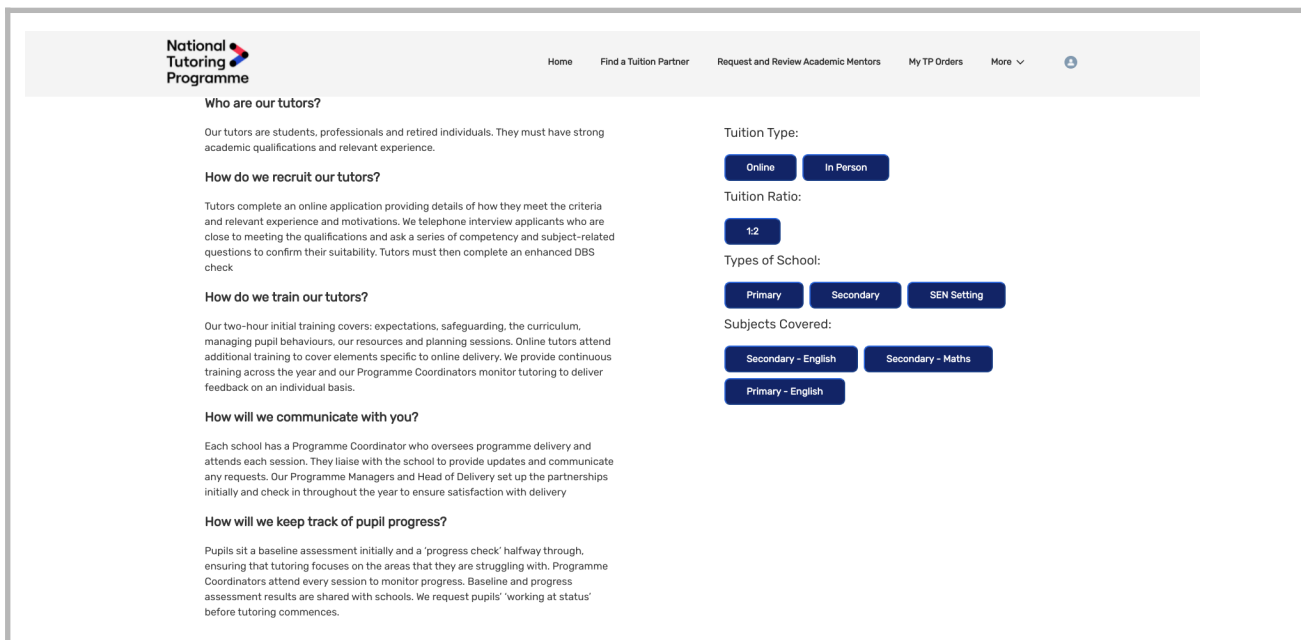 National
Tutoring
Programme
Home Find a Tuition Partner Request and Review Academic Mentors My TP Orders More
Who are our tutors?
Our tutors are students, professionals and retired individuals. They must have strong
academic qualifications and relevant experience.
How do we recruit our tutors?
Tutors complete an online application providing details of how they meet the criteria
and relevant experience and motivations. We telephone interview applicants who are
close to meeting the qualifications and ask a series of competency and subject-related
questions to confirm their suitability. Tutors must then complete an enhanced DBS
check
How do we train our tutors?
Our two-hour initial training covers: expectations, safeguarding, the curriculum,
managing pupil behaviours, our resources and planning sessions. Online tutors attend
additional training to cover elements specific to online delivery. We provide continuous
training across the year and our Programme Coordinators monitor tutoring to deliver
feedback on an individual basis.
How will we communicate with you?
Each school has a Programme Coordinator who oversees programme delivery and
attends each session. They liaise with the school to provide updates and communicate
any requests. Our Programme Managers and Head of Delivery set up the partnerships
initially and check in throughout the year to ensure satisfaction with delivery
How will we keep track of pupil progress?
Pupils sit a baseline assessment initially and a ‘progress check’ halfway through,
ensuring that tutoring focuses on the areas that they are struggling with. Programme
Coordinators attend every session to monitor progress. Baseline and progress
assessment results are shared with schools. We request pupils’ ‘working at status’
before tutoring commences.
Tuition Type:
Online In Person
Tuition Ratio:
1:2
Types of School:
Primary Secondary SEN Setting
Subjects Covered:
Secondary - English Secondary - Maths
Primary - English